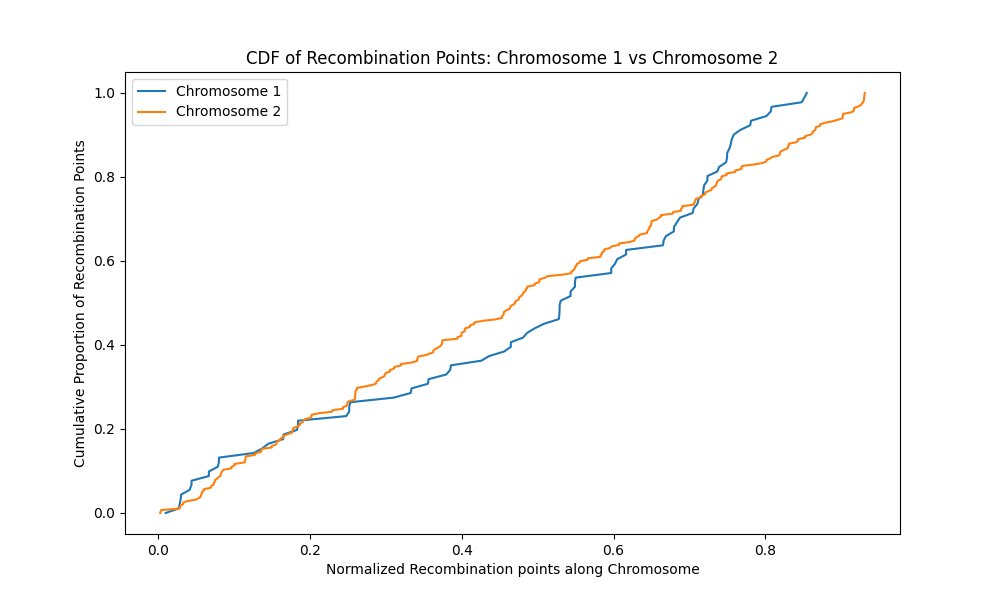 CDF of Recombination Points: Chromosome 1 vs Chromosome 2
Chromosome 1
Chromosome 2
Cumulative Proportion of Recombination Points
1.0
0.8
0.6
0.4
0.2
0.0
0.0 0.2 0.4 0.6 0.8
Normalized Recombination points along Chromosome